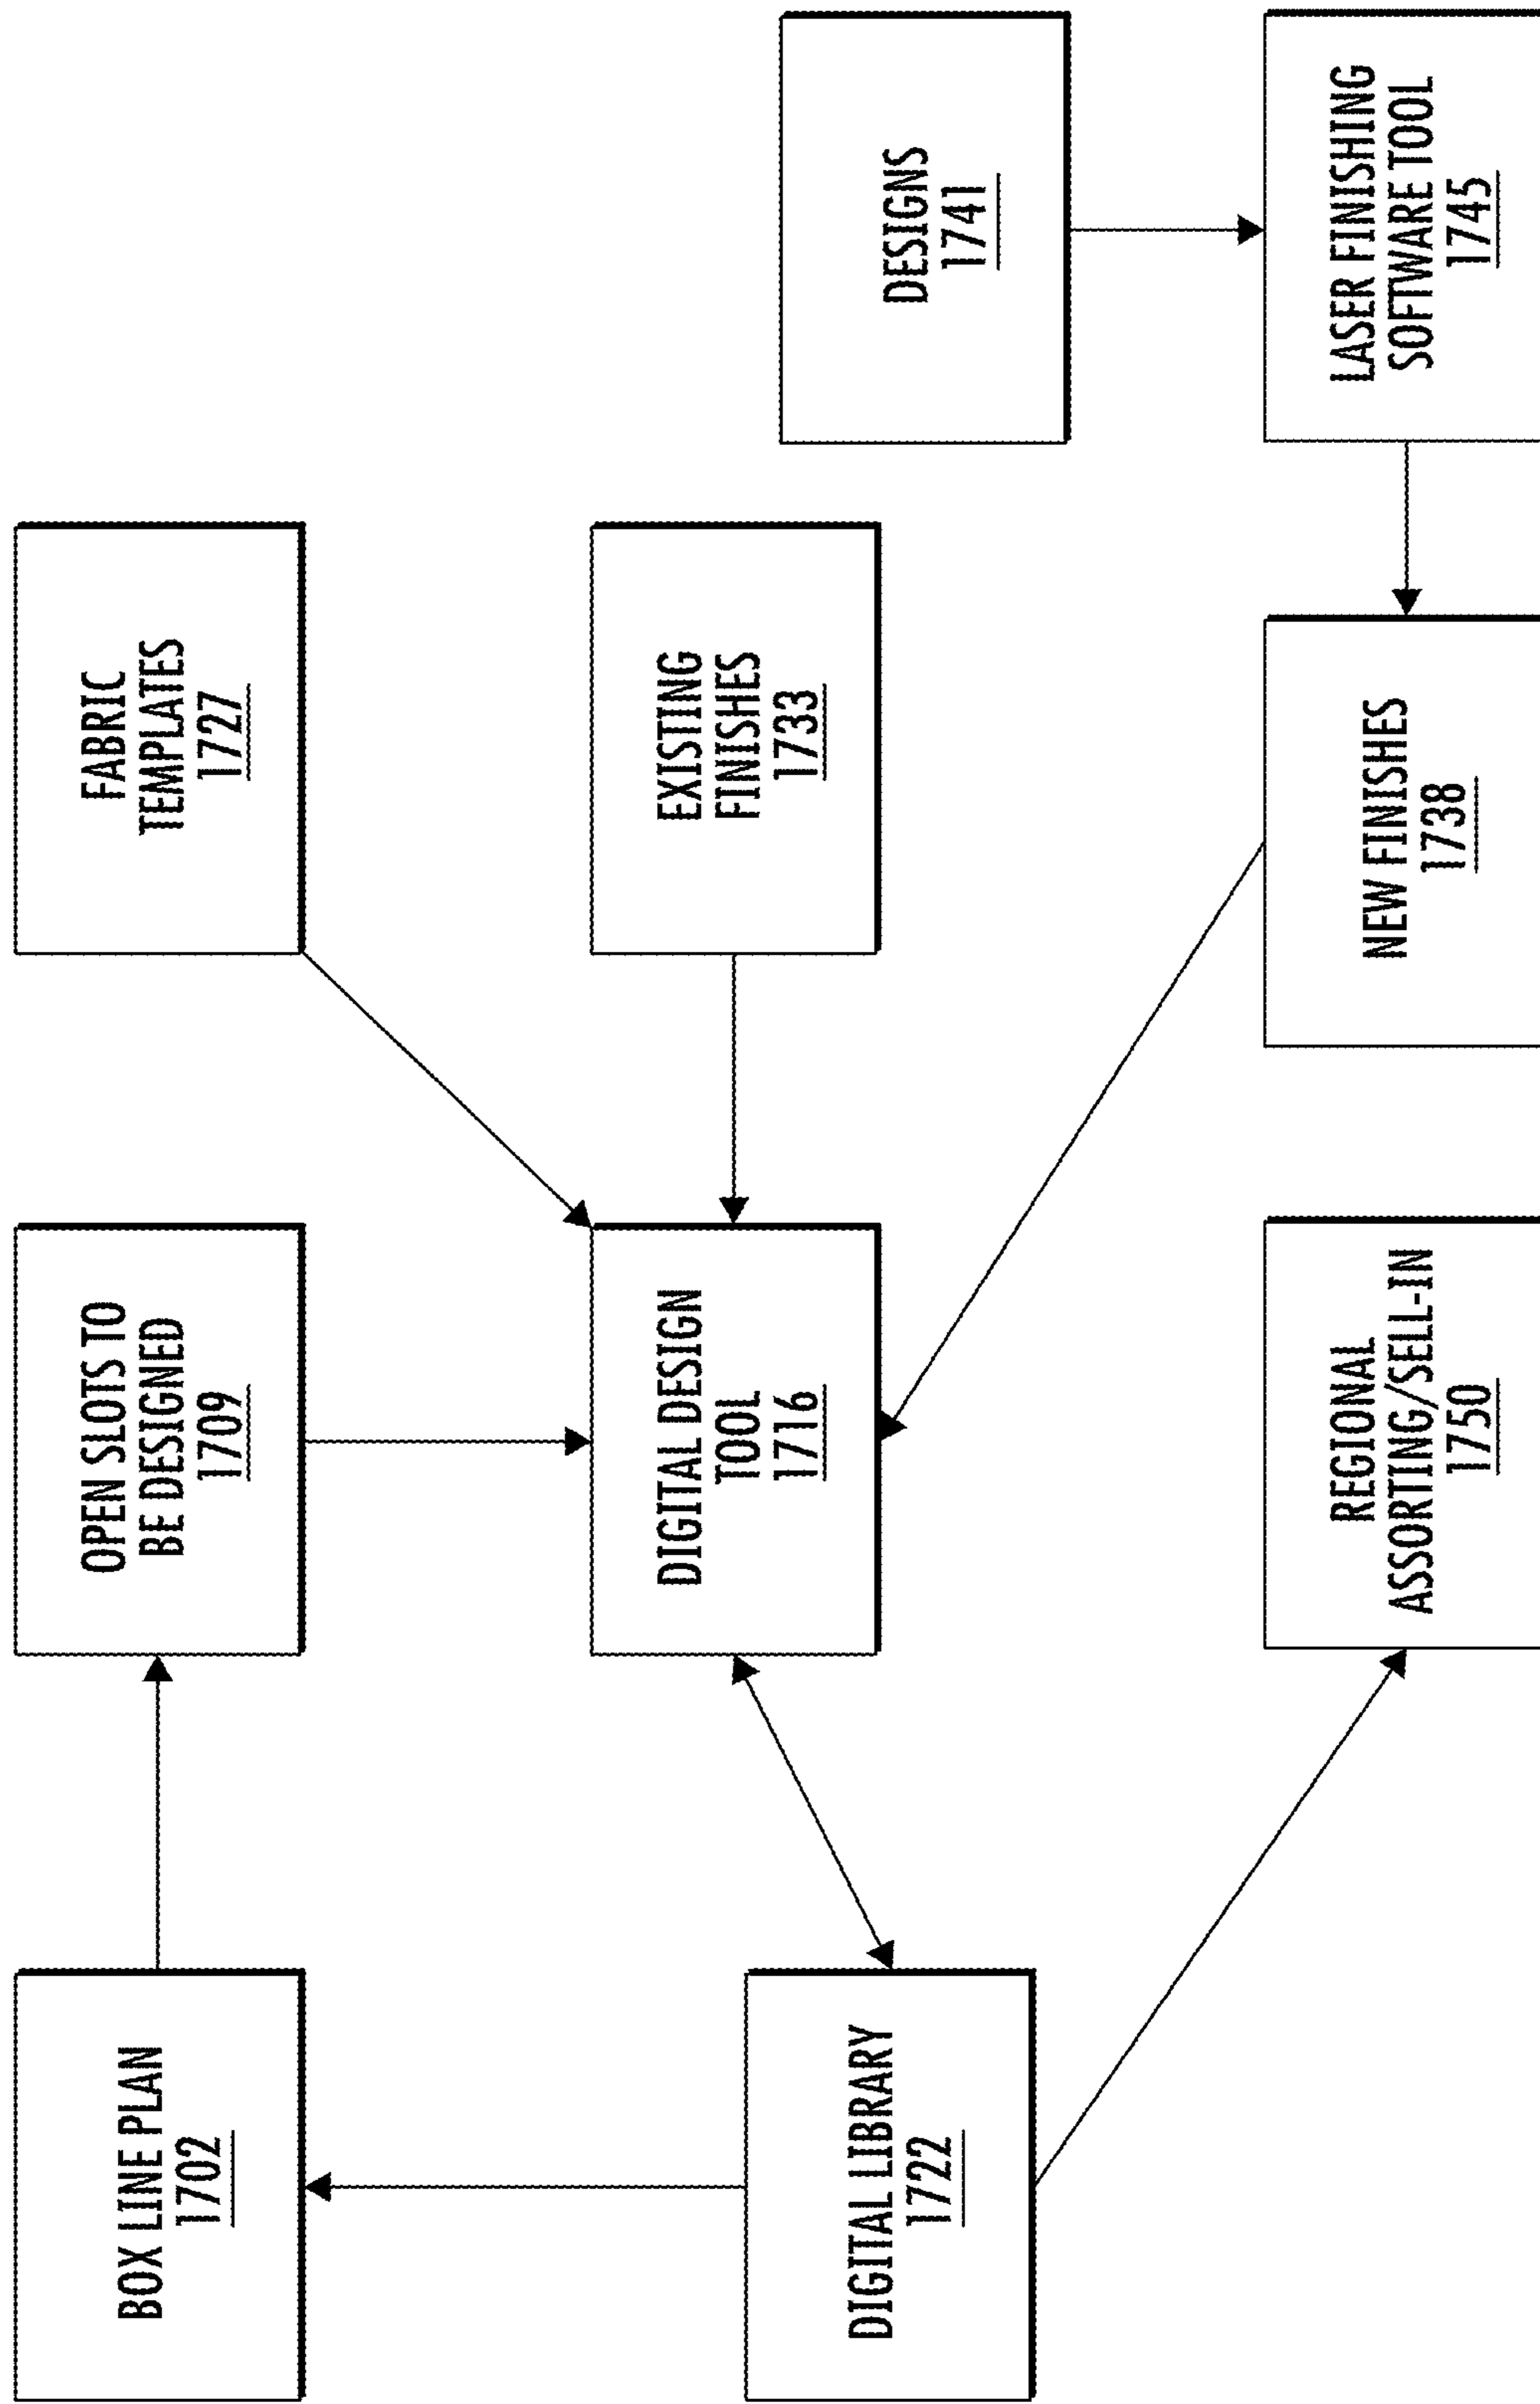 BOX LINE PLAN
1702
OPEN SLOTS TO
BE DESIGNED
1709
FABRIC
TEMPLATES
1727
DIGITAL DESIGN
TOOL
1716
EXISTING
FINISHES
1733
DIGITAL LIBRARY
1722
DESIGNS
1741
REGIONAL
ASSORTING/SELL-IN
1750
NEW FINISHES
1738
LASER FINISHING
SOFTWARE TOOL
1745